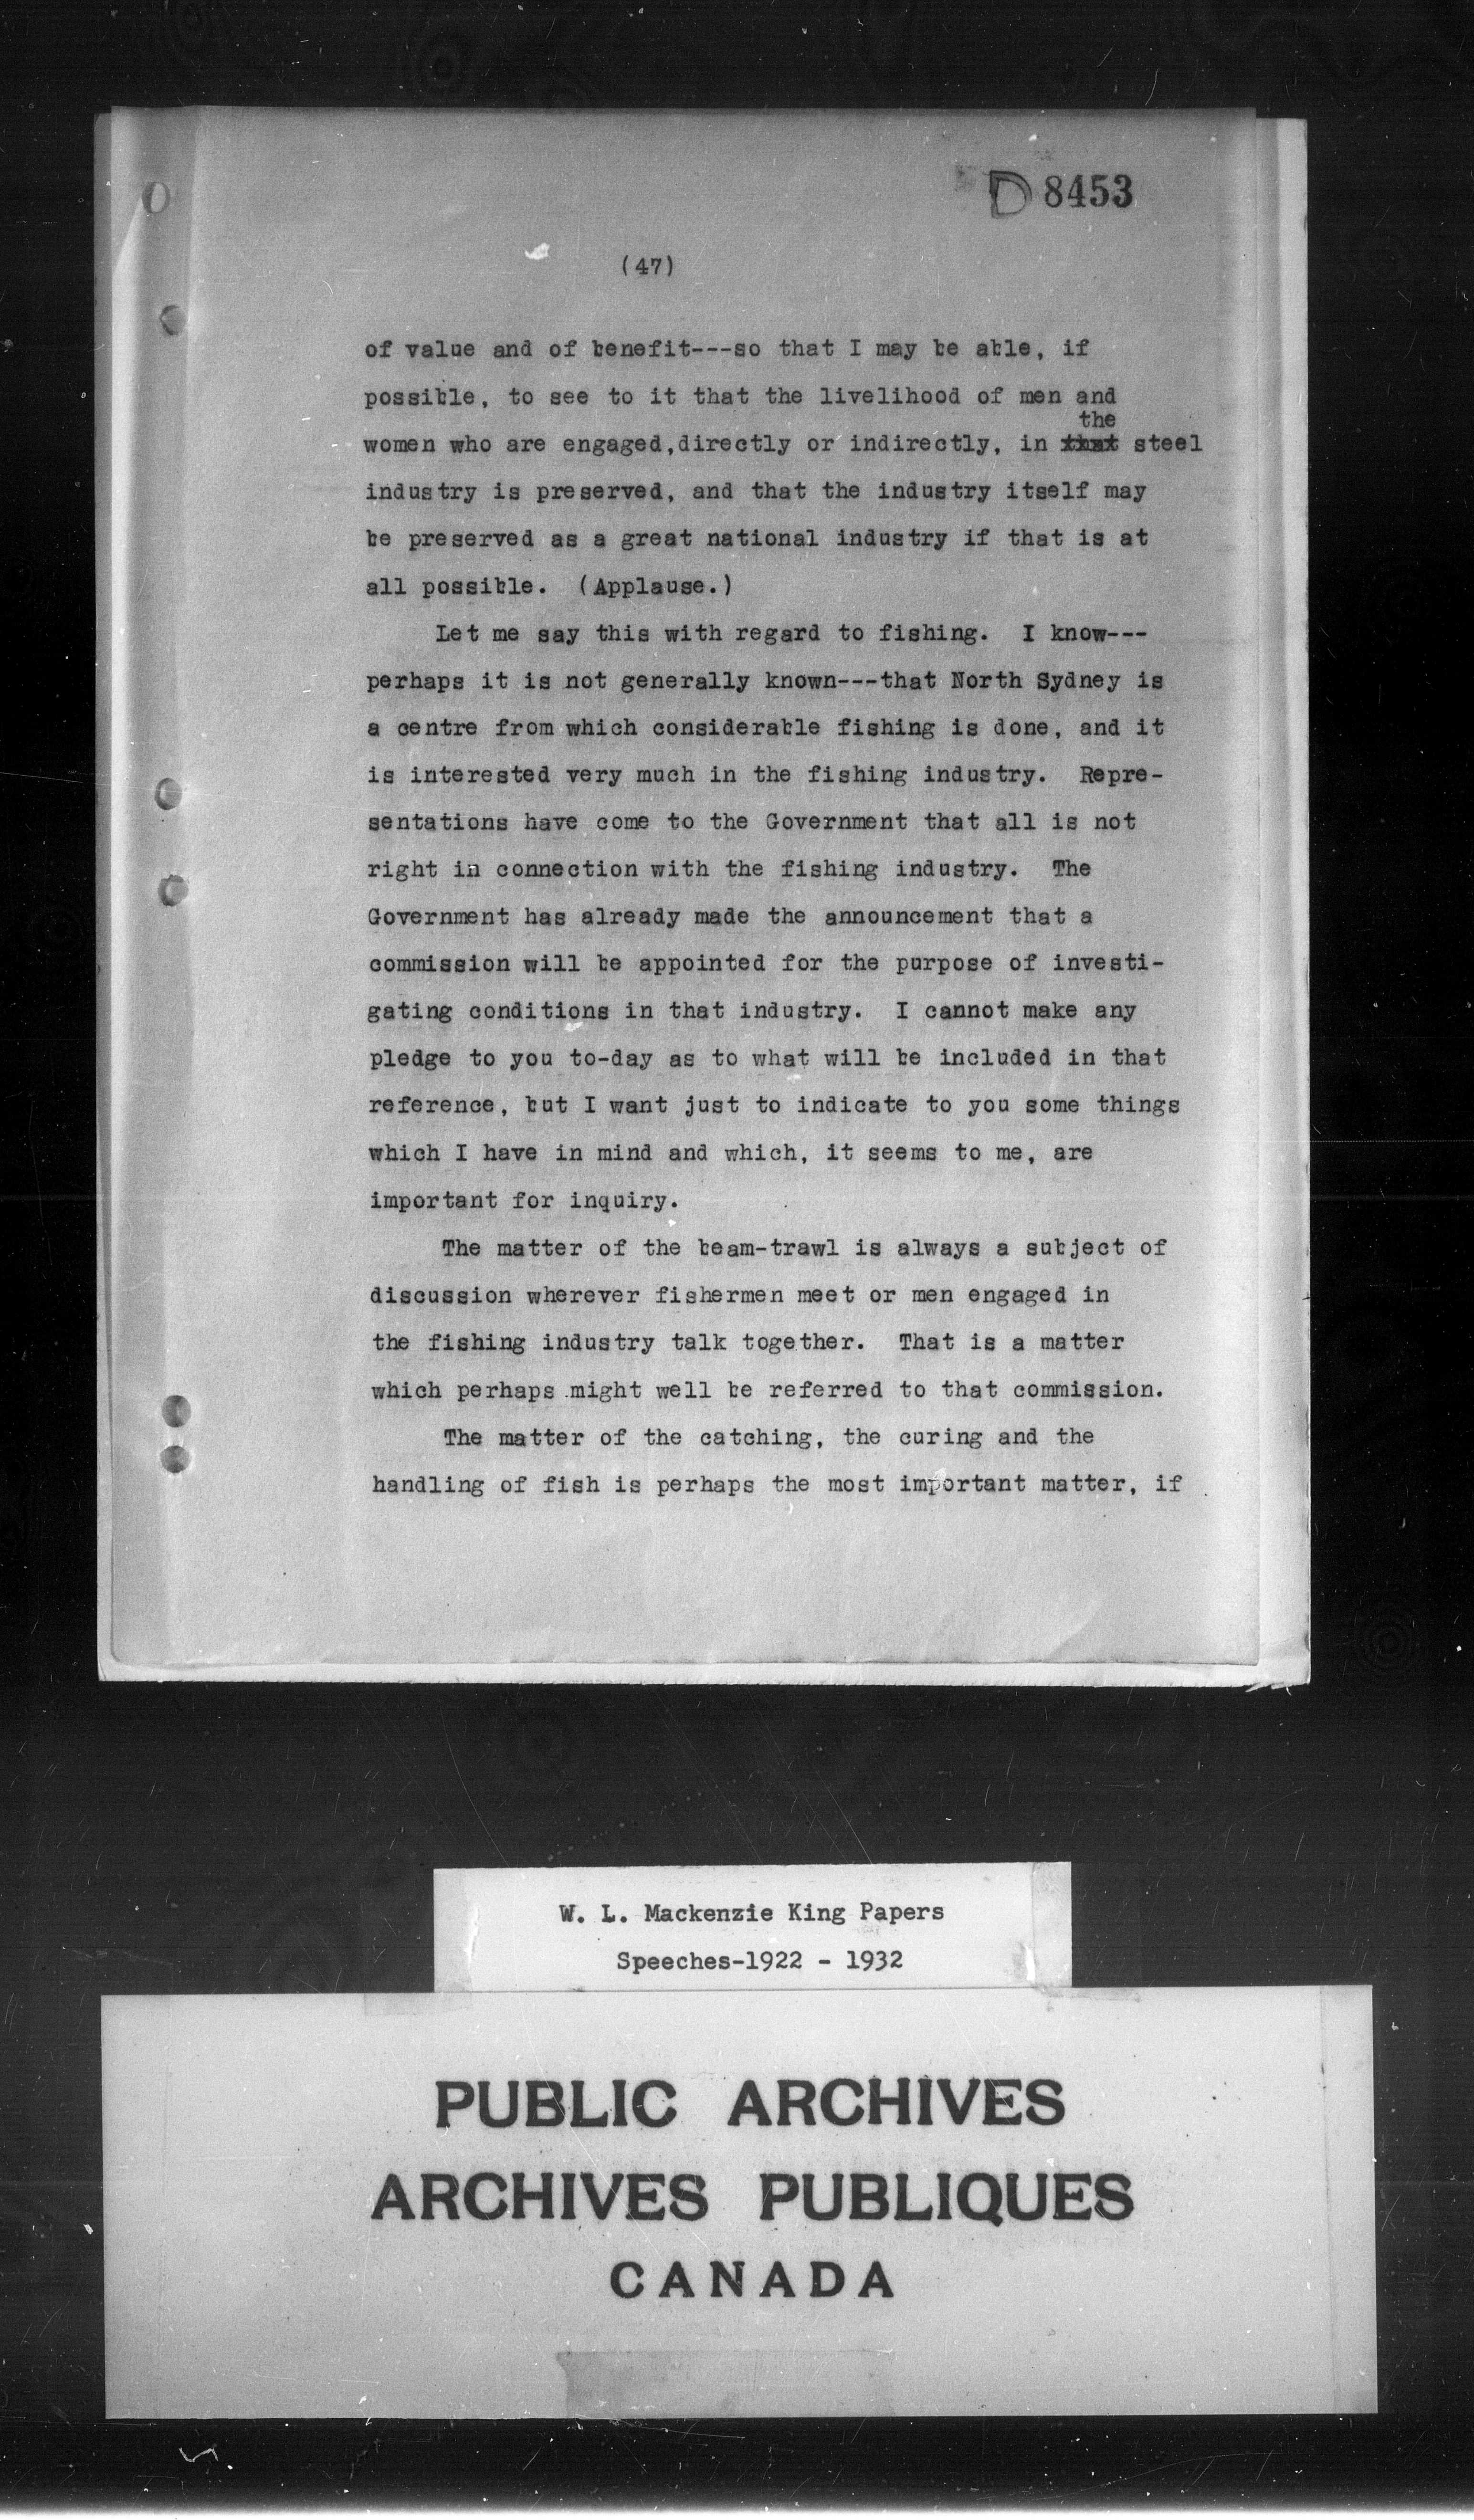 D 8453
(47)
of value and of benefit---so that I may be able, if
possible, to see to it that the livelihood of men and
the
women who are engaged,directly or indirectly, in that steel
industry is preserved, and that the industry itself may
be preserved as a great national industry if that is at
all possible. (Applause.)
Let me say this with regard to fishing. I know---
perhaps it is not generally known---that North Sydney is
a centre from which considerable fishing is done, and it
is interested very much in the fishing industry. Repre-
sentations have come to the Government that all is not
right in connection with the fishing industry. The
Government has already made the announcement that a
commission will be appointed for the purpose of investi-
gating conditions in that industry. I cannot make any
pledge to you to-day as to what will be included in that
reference, but I want just to indicate to you some things
which I have in mind and which, it seems to me, are
important for inquiry.
The matter of the beam-trawl is always a subject of
discussion wherever fishermen meet or men engaged in
the fishing industry talk together. That is a matter
which perhaps might well be referred to that commission.
The matter of the catching, the curing and the
handling of fish is perhaps the most important matter, if
W. L. Mackenzie King Papers
Speeches-1922 - 1932
PUBLIC ARCHIVES
ARCHIVES PUBLIQUES
CANADA